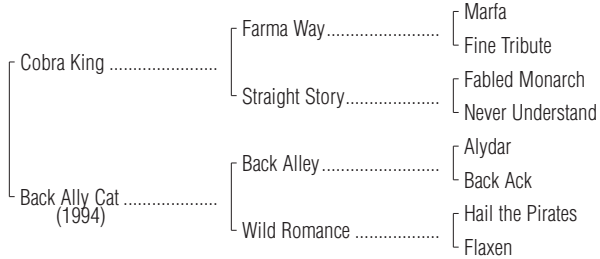 Marfa
Farma Way
Fine Tribute
Cobra King
Fabled Monarch
Straight Story
Never Understand
Alydar
Back Alley
Back Ack
Back Ally Cat
(1994)
Hail the Pirates
Wild Romance
Flaxen